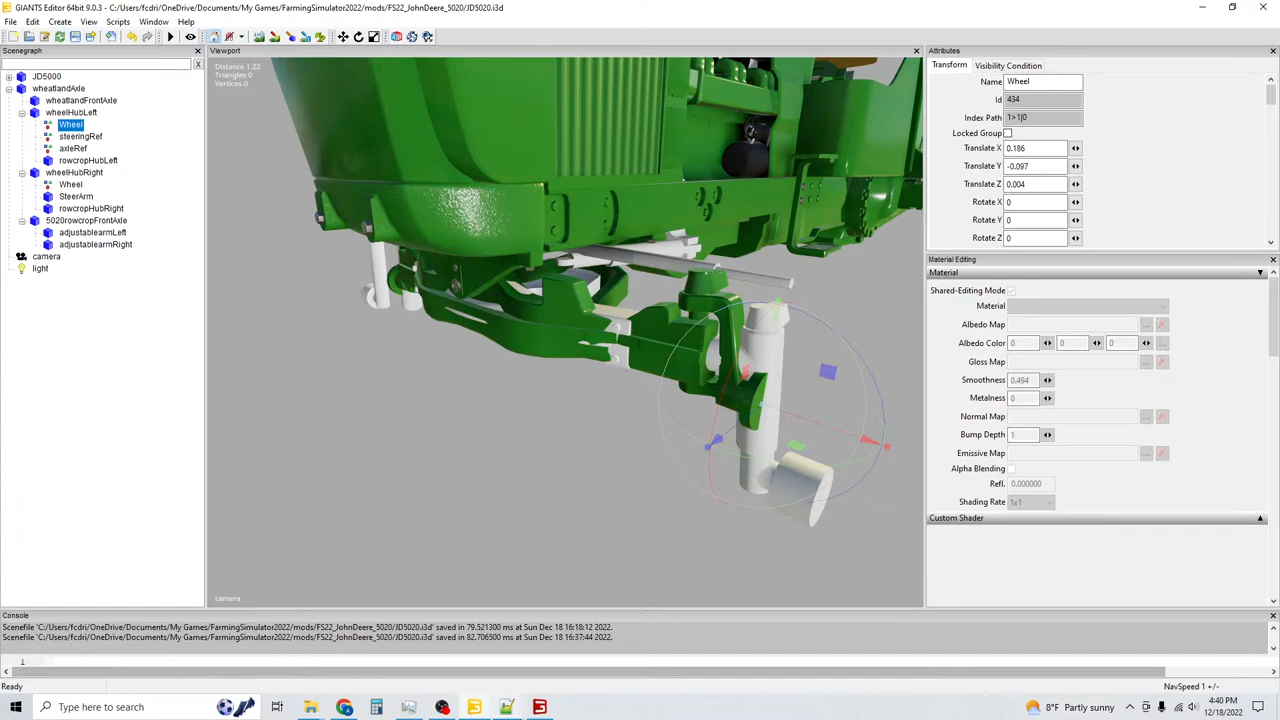 GIANTS Editor 64bit 9.0.3 - C:/Users/fcdri/OneDrive/Documents/My Games/FarmingSimulator2022/mods/FS22_JohnDeere_5020/JD5020.i3d
File Edit Create View Scripts Window Help
Scenegraph x
X
JD5000
wheatlandAxle
wheatlandFrontAxle
wheelHubLeft
Wheel
steeringRef
axleRef
rowcropHubLeft
wheelHubRight
Wheel
SteerArm
rowcropHubRight
5020rowcropFrontAxle
adjustablearmLeft
adjustablearmRight
camera
light
Viewport x
Distance 1.22
Triangles 0
Vertices 0
camera
Attributes x
Transform Visibility Condition
Name Wheel
Id 434
Index Path 1>1|0
Locked Group
Translate X 0.186
Translate Y -0.097
Translate Z 0.004
Rotate X 0
Rotate Y 0
Rotate Z 0
Material Editing x
Material
Shared-Editing Mode
Material
Albedo Map ...
Albedo Color 0 0 0 ...
Gloss Map ...
Smoothness 0.494
Metalness 0
Normal Map ...
Bump Depth 1
Emissive Map ...
Alpha Blending
Refl. 0.000000
Shading Rate 1x1
Custom Shader
Console x
Scenefile 'C:/Users/fcdri/OneDrive/Documents/My Games/FarmingSimulator2022/mods/FS22_JohnDeere_5020/JD5020.i3d' saved in 79.521300 ms at Sun Dec 18 16:18:12 2022.
Scenefile 'C:/Users/fcdri/OneDrive/Documents/My Games/FarmingSimulator2022/mods/FS22_JohnDeere_5020/JD5020.i3d' saved in 82.706500 ms at Sun Dec 18 16:37:44 2022.
1
Ready NavSpeed 1 +/-
Type here to search
8°F Partly sunny
4:40 PM
12/18/2022